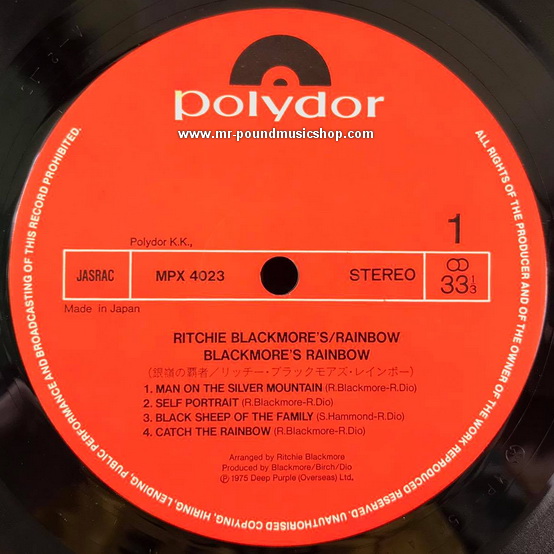 polydor
www.mr-poundmusicshop.com
1
Polydor K.K.,
JASRAC
MPX 4023
STEREO
33 1/3
Made in Japan
RITCHIE BLACKMORE'S/RAINBOW
BLACKMORE'S RAINBOW
(銀嶺の覇者/リッチー・ブラックモアズ・レインボー)
1. MAN ON THE SILVER MOUNTAIN (R.Blackmore-R.Dio)
2. SELF PORTRAIT (R.Blackmore-R.Dio)
3. BLACK SHEEP OF THE FAMILY (S.Hammond-R.Dio)
4. CATCH THE RAINBOW (R.Blackmore-R.Dio)
Arranged by Ritchie Blackmore
Produced by Blackmore/Birch/Dio
Ⓟ1975 Deep Purple (Overseas) Ltd.
ALL RIGHTS OF THE PRODUCER AND OF THE OWNER OF THE WORK REPRODUCED RESERVED. UNAUTHORISED COPYING, HIRING, LENDING, PUBLIC PERFORMANCE AND BROADCASTING OF THIS RECORD PROHIBITED.